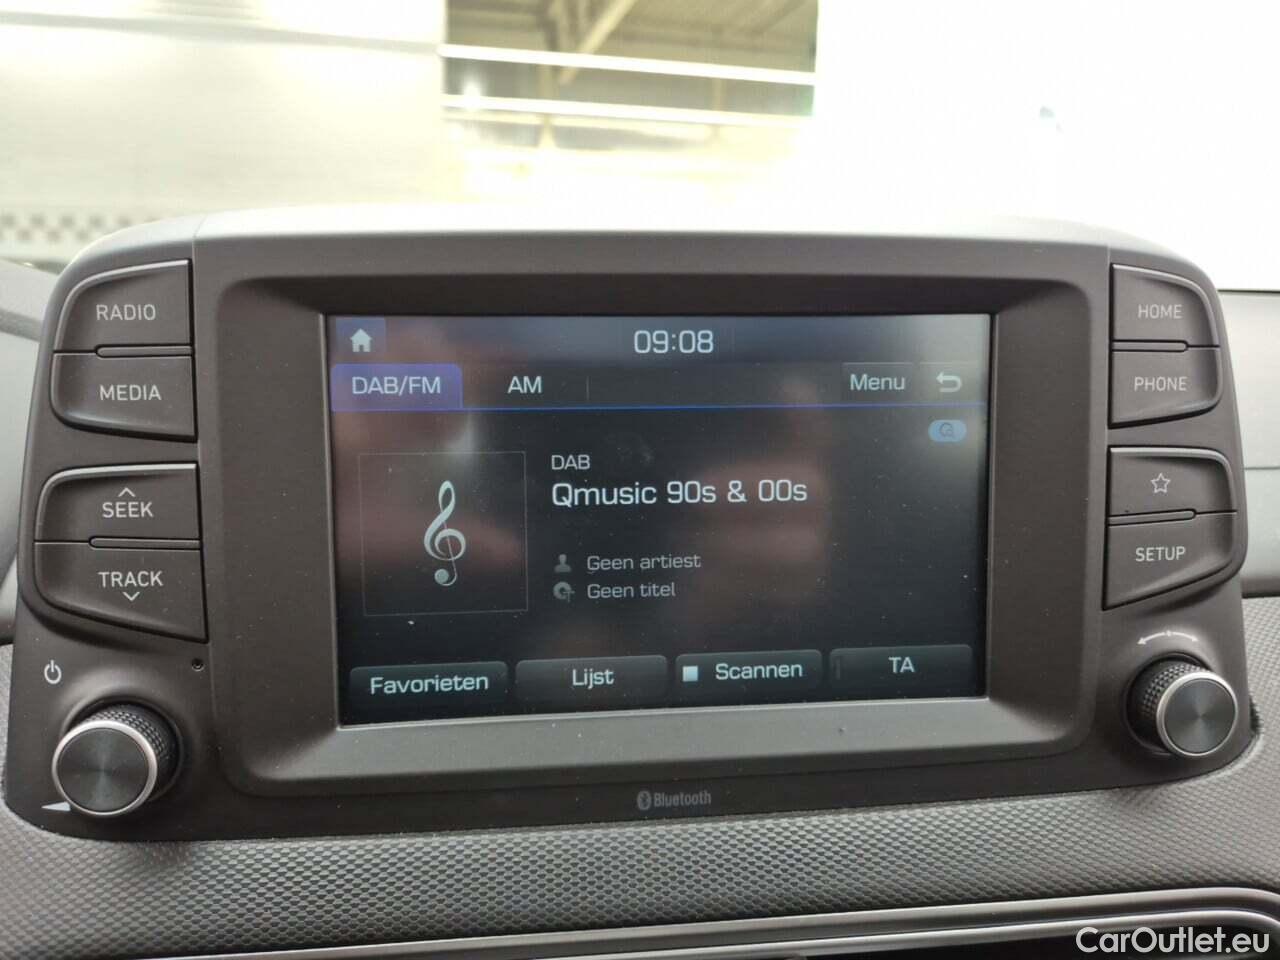 RADIO
MEDIA
SEEK
TRACK
09:08
DAB/FM
AM
Menu
DAB
Qmusic 90s & 00s
Geen artiest
Geen titel
Favorieten
Lijst
Scannen
TA
HOME
PHONE
SETUP
Bluetooth
CarOutlet.eu